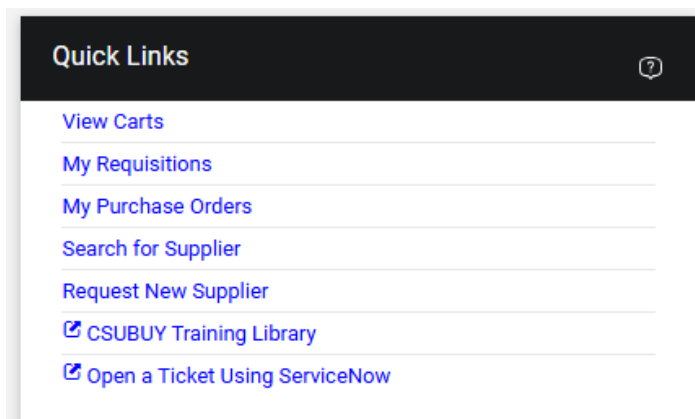 Quick Links
View Carts
My Requisitions
My Purchase Orders
Search for Supplier
Request New Supplier
CSUBUY Training Library
Open a Ticket Using ServiceNow